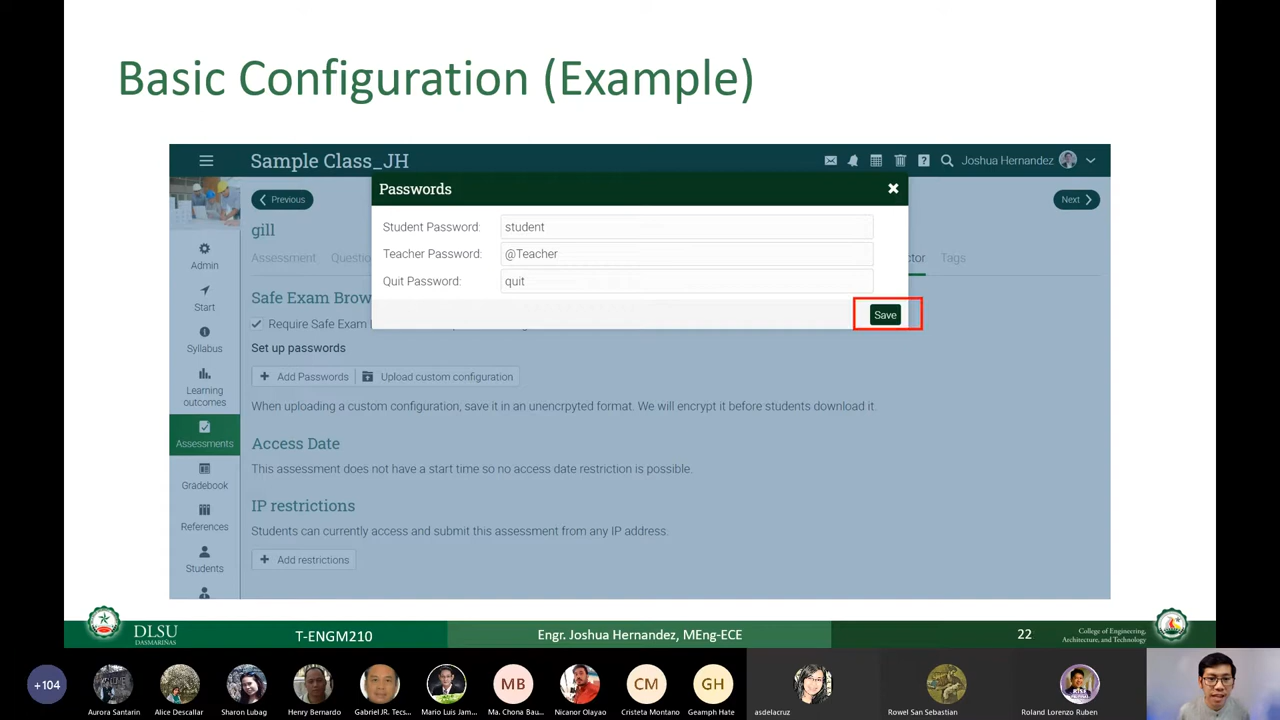 Basic Configuration (Example)
Sample Class_JH
Joshua Hernandez
Passwords
Previous
Next
Student Password: student
gill
Teacher Password: @Teacher
Assessment
Tags
Admin
Quit Password: quit
Save
Start
Require Safe Exam
Set up passwords
Syllabus
Add Passwords
Upload custom configuration
Learning
outcomes
When uploading a custom configuration, save it in an unencrpyted format. We will encrypt it before students download it.
Assessments
Access Date
This assessment does not have a start time so no access date restriction is possible.
Gradebook
IP restrictions
References
Students can currently access and submit this assessment from any IP address.
Add restrictions
Students
DLSU
DASMARIÑAS
T-ENGM210
Engr. Joshua Hernandez, MEng-ECE
22
College of Engineering,
Architecture, and Technology
+104
MB
CM
GH
Aurora Santarin
Alice Descallar
Sharon Lubag
Henry Bernardo
Gabriel JR. Tecs...
Mario Luis Jam...
Ma. Chona Bau...
Nicanor Olayao
Cristeta Montano
Geamph Hate
asdelacruz
Rowel San Sebastian
Roland Lorenzo Ruben